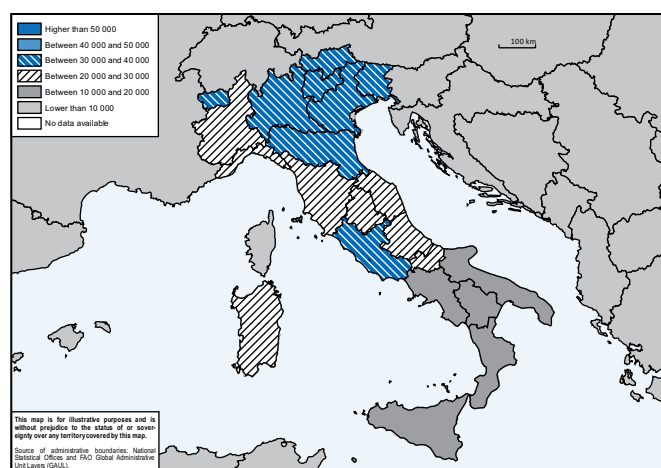 Higher than 50 000
Between 40 000 and 50 000
Between 30 000 and 40 000
Between 20 000 and 30 000
Between 10 000 and 20 000
Lower than 10 000
No data available
100 km
This map is for illustrative purposes and is
without prejudice to the status of or sover-
eignty over any territory covered by this map.
Source of administrative boundaries: National
Statistical Offices and FAO Global Administrative
Unit Layers (GAUL).